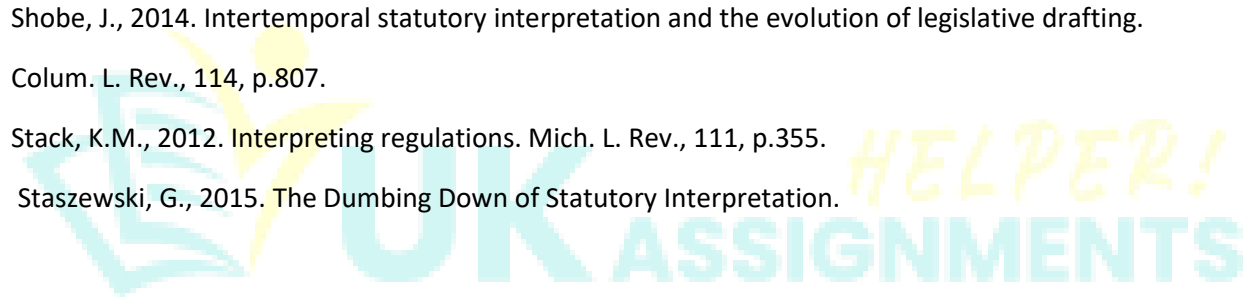 Shobe, J., 2014. Intertemporal statutory interpretation and the evolution of legislative drafting.
Colum. L. Rev., 114, p.807.
Stack, K.M., 2012. Interpreting regulations. Mich. L. Rev., 111, p.355.
Staszewski, G., 2015. The Dumbing Down of Statutory Interpretation.
HELPER!
UK ASSIGNMENTS